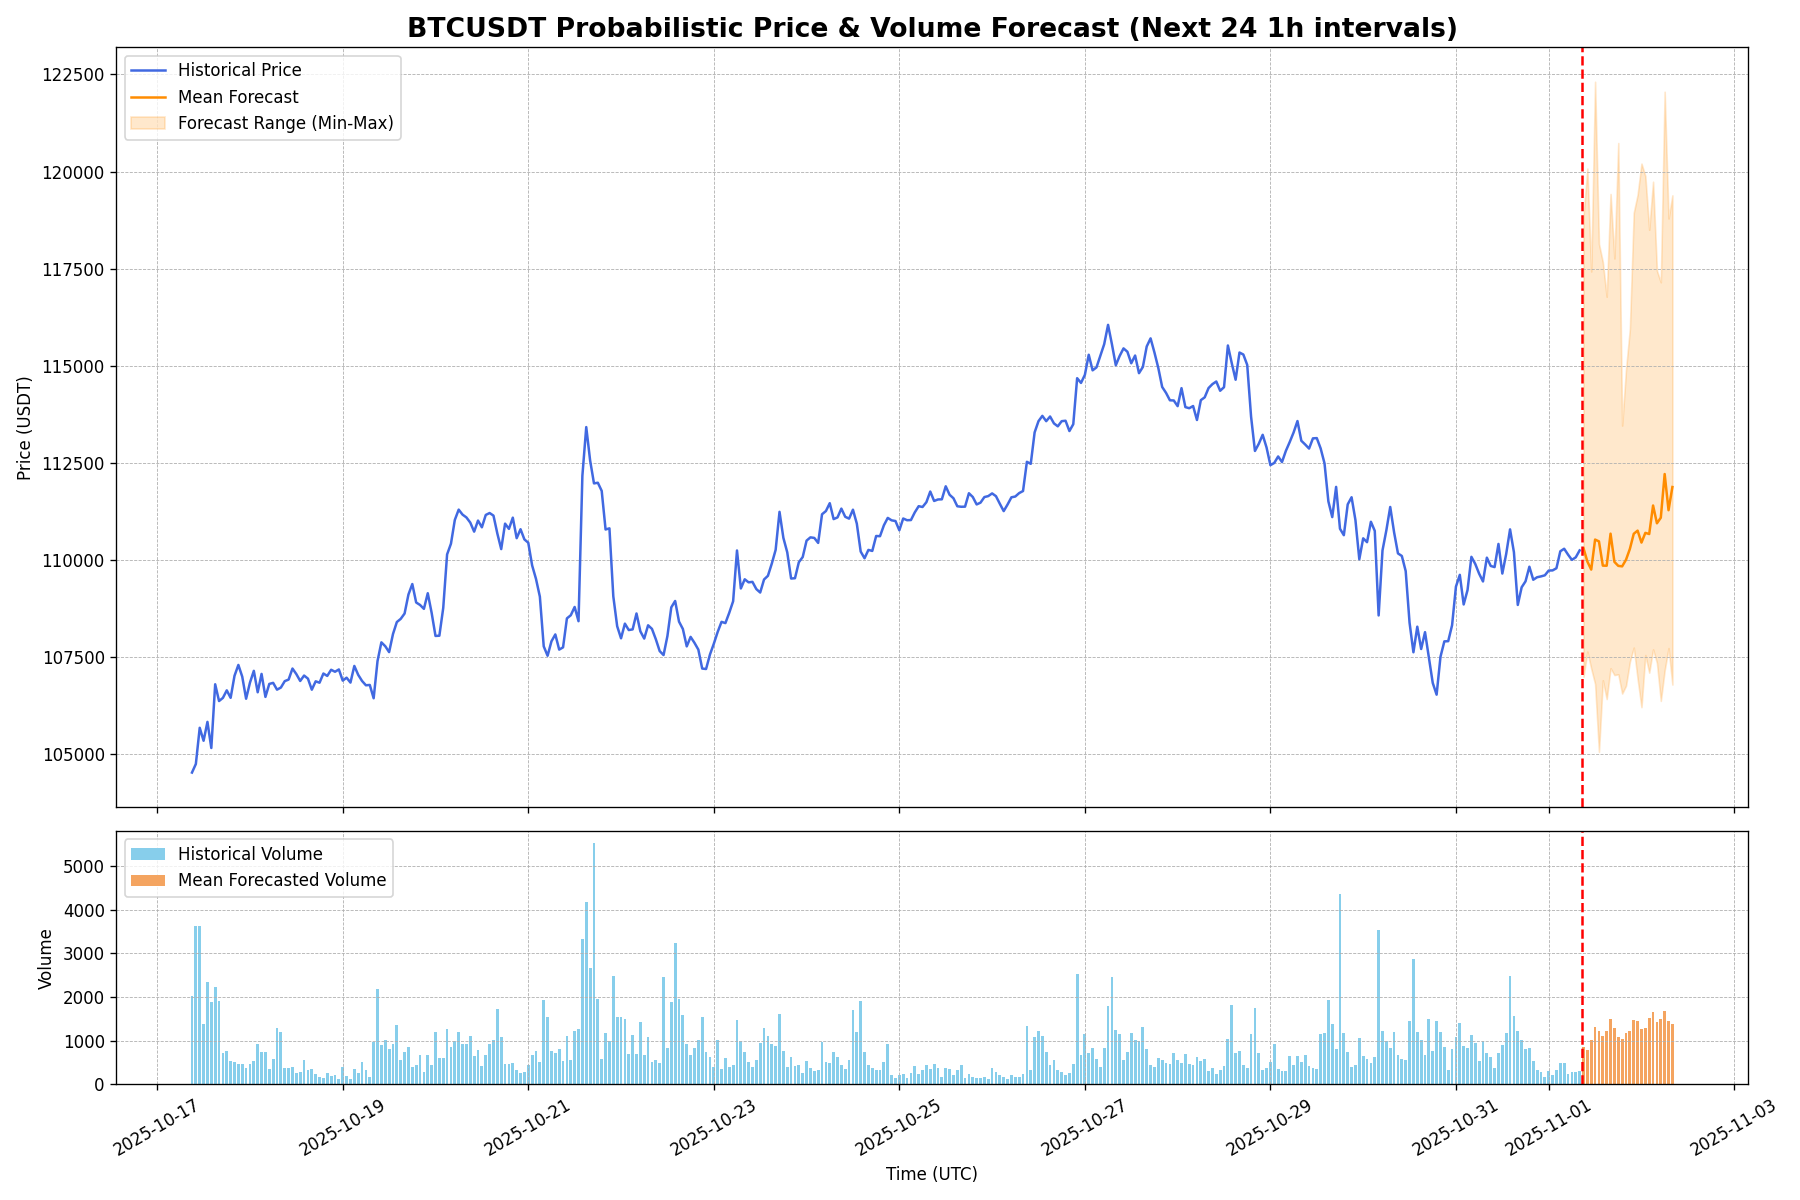 BTCUSDT Probabilistic Price & Volume Forecast (Next 24 1h intervals)
Historical Price
Mean Forecast
Forecast Range (Min-Max)
122500
120000
117500
115000
112500
110000
107500
105000
Price (USDT)
Historical Volume
Mean Forecasted Volume
5000
4000
3000
2000
1000
0
Volume
2025-10-17
2025-10-19
2025-10-21
2025-10-23
2025-10-25
2025-10-27
2025-10-29
2025-10-31
2025-11-01
2025-11-03
Time (UTC)